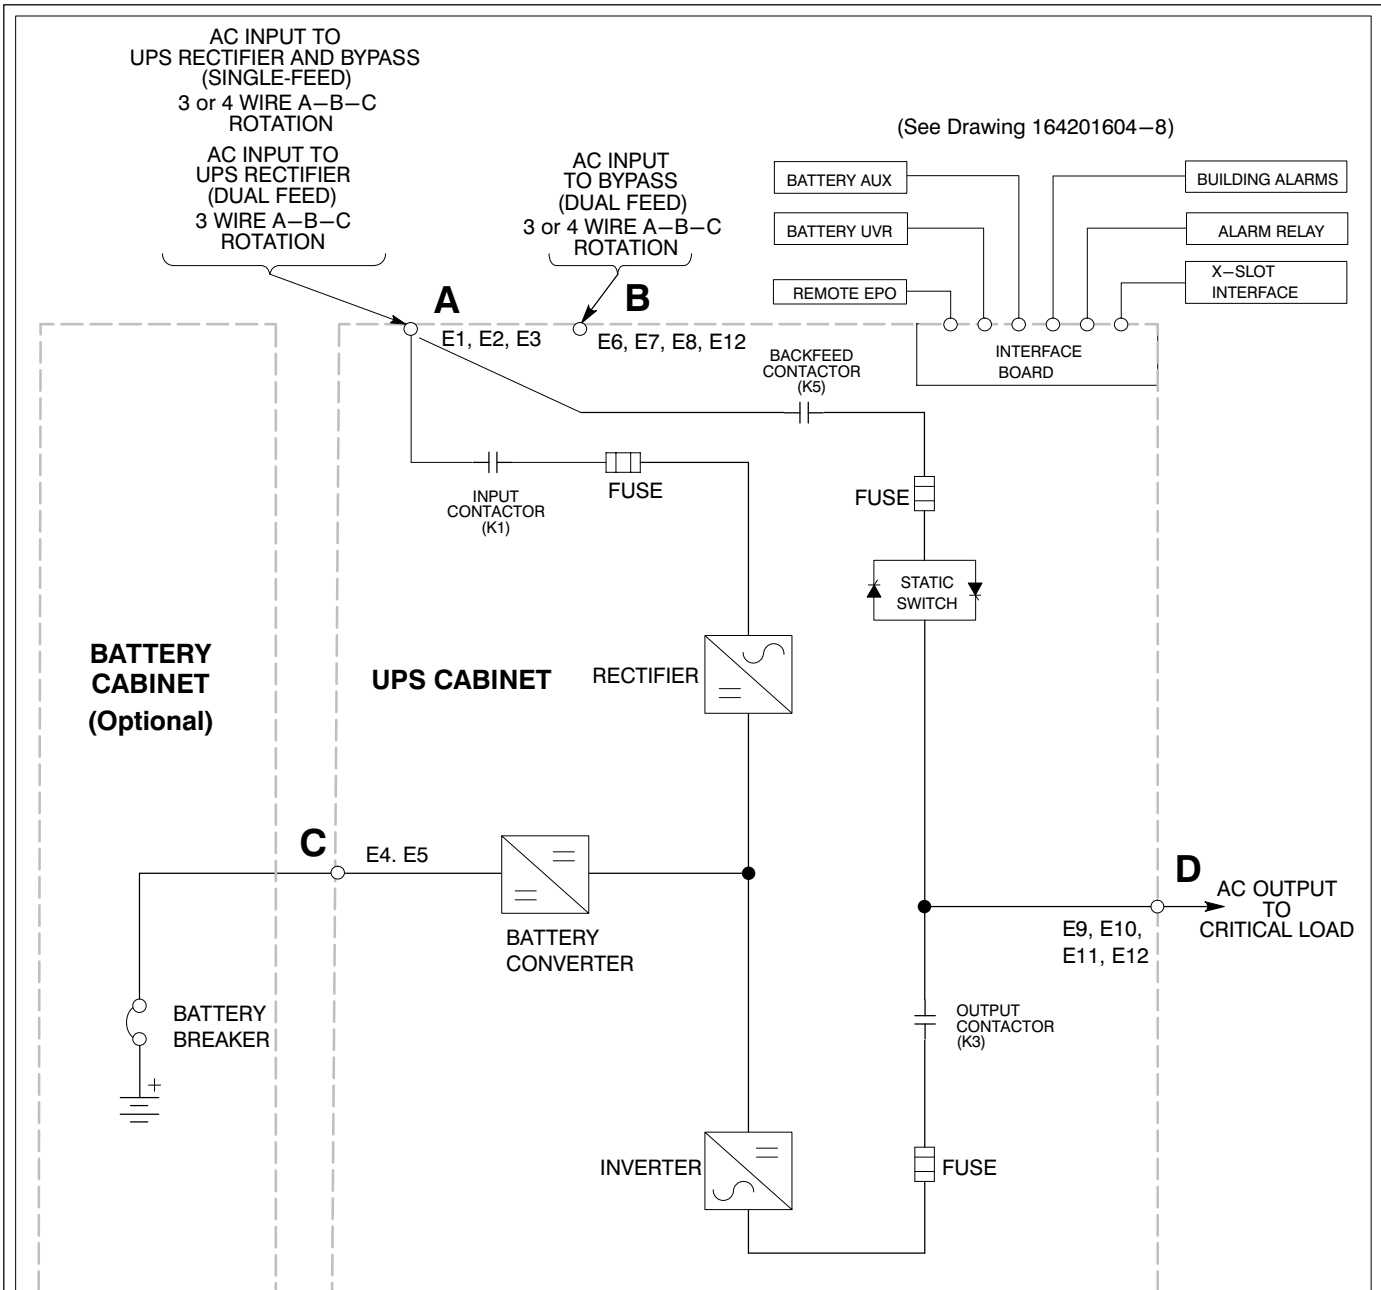 AC INPUT TO
UPS RECTIFIER AND BYPASS
(SINGLE-FEED)
3 or 4 WIRE A–B–C
ROTATION
AC INPUT TO
UPS RECTIFIER
(DUAL FEED)
3 WIRE A–B–C
ROTATION
AC INPUT
TO BYPASS
(DUAL FEED)
3 or 4 WIRE A–B–C
ROTATION
(See Drawing 164201604–8)
BATTERY AUX
BATTERY UVR
REMOTE EPO
BUILDING ALARMS
ALARM RELAY
X–SLOT
INTERFACE
A
E1, E2, E3
B
E6, E7, E8, E12
INTERFACE
BOARD
BACKFEED
CONTACTOR
(K5)
INPUT
CONTACTOR
(K1)
FUSE
FUSE
STATIC
SWITCH
BATTERY
CABINET
(Optional)
UPS CABINET
RECTIFIER
C
E4. E5
BATTERY
CONVERTER
D
AC OUTPUT
TO
CRITICAL LOAD
E9, E10,
E11, E12
BATTERY
BREAKER
+
OUTPUT
CONTACTOR
(K3)
INVERTER
FUSE